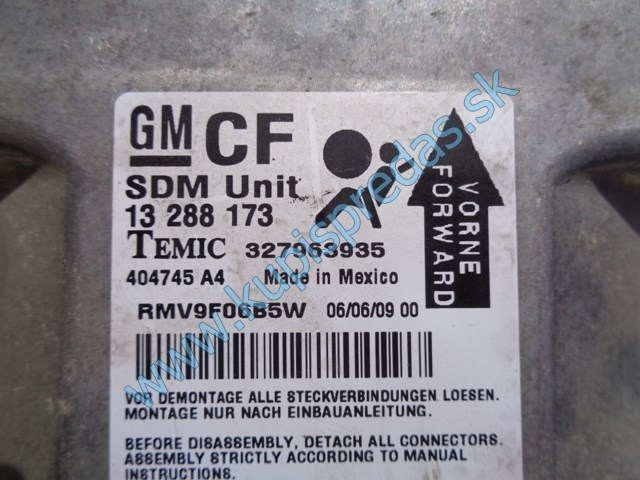 GM CF
SDM Unit
13 288 173
TEMIC 327963935
404745 A4 Made in Mexico
RMV9F06B5W 06/06/09 00
VORNE
FORWARD
VOR DEMONTAGE ALLE STECKVERBINDUNGEN LOESEN.
MONTAGE NUR NACH EINBAUANLEITUNG.
BEFORE DISASSEMBLY, DETACH ALL CONNECTORS.
ASSEMBLY STRICTLY ACCORDING TO MANUAL
INSTRUCTIONS.
www.kupispredas.sk